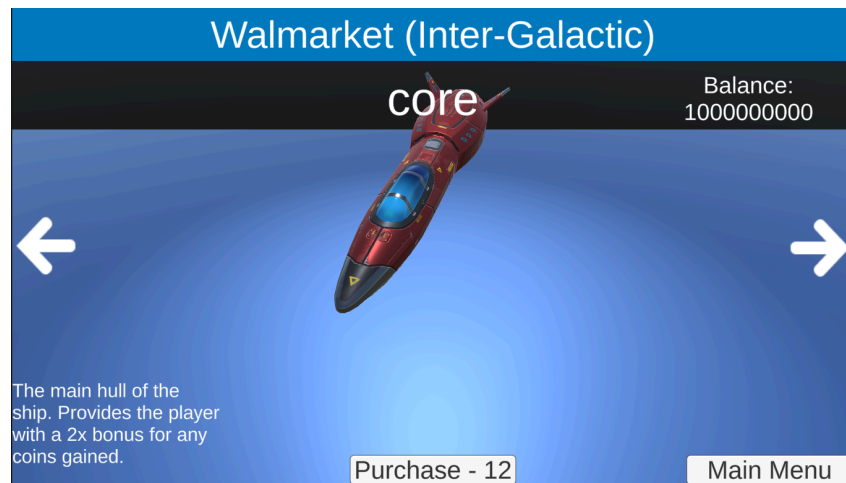 Walmarket (Inter-Galactic)
core
Balance:
1000000000
The main hull of the
ship. Provides the player
with a 2x bonus for any
coins gained.
Purchase - 12
Main Menu